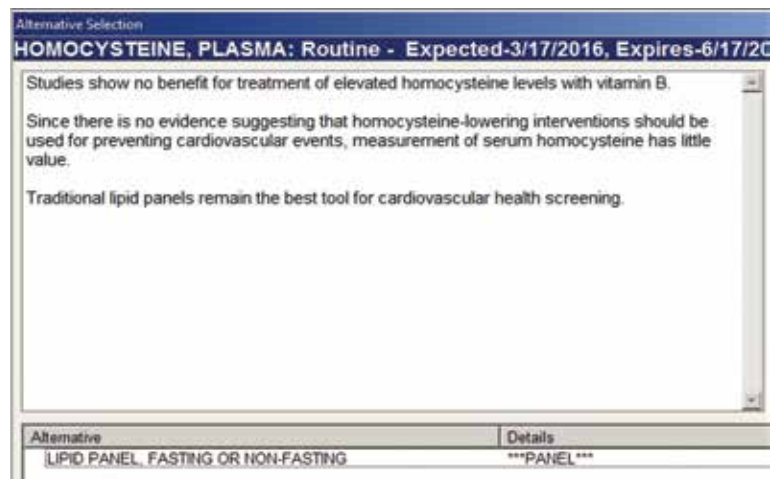 Alternative Selection
HOMOCYSTEINE, PLASMA: Routine - Expected-3/17/2016, Expires-6/17/20
Studies show no benefit for treatment of elevated homocysteine levels with vitamin B.
Since there is no evidence suggesting that homocysteine-lowering interventions should be
used for preventing cardiovascular events, measurement of serum homocysteine has little
value.
Traditional lipid panels remain the best tool for cardiovascular health screening.
Alternative Details
LIPID PANEL, FASTING OR NON-FASTING ***PANEL***